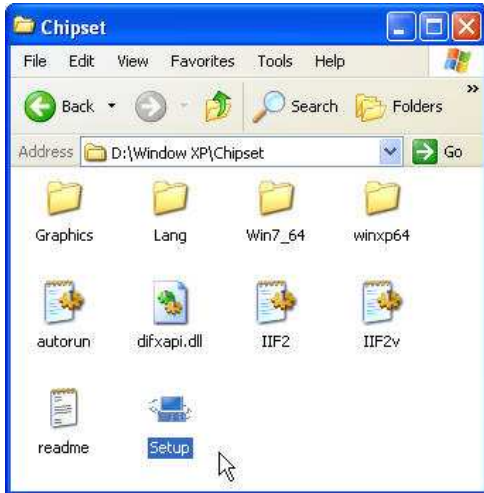 Chipset
File Edit View Favorites Tools Help
Back Search Folders »
Address D:\Window XP\Chipset Go
Graphics Lang Win7_64 winxp64
autorun difxapi.dll IIF2 IIF2v
readme Setup